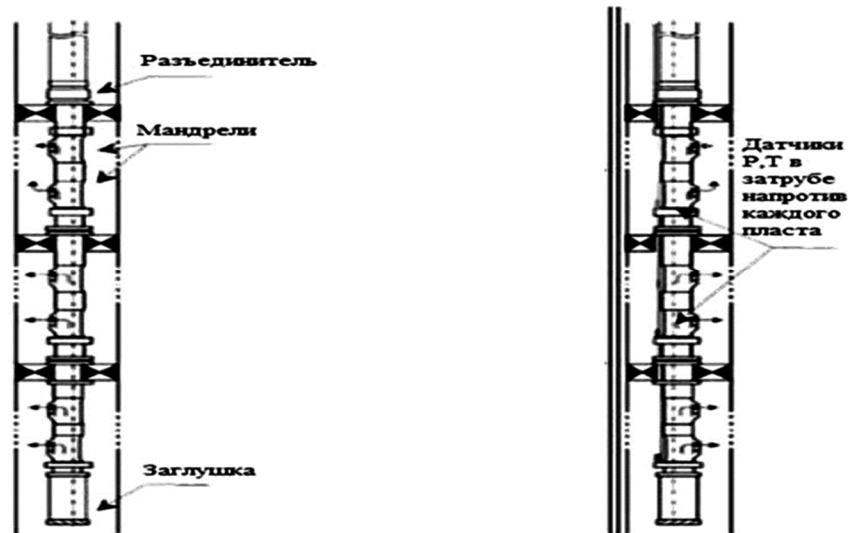 Разъединитель
Мандрели
Датчики
Р,Т в
затрубе
напротив
каждого
пласта
Заглушка